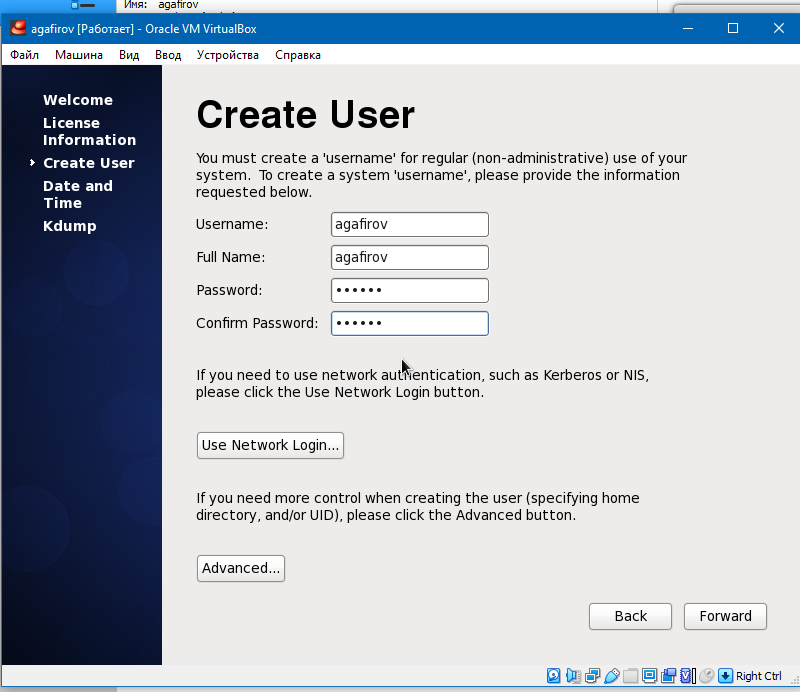 Имя: agafirov
agafirov [Работает] - Oracle VM VirtualBox
Файл Машина Вид Ввод Устройства Справка
Welcome
License
Information
Create User
Date and
Time
Kdump
Create User
You must create a 'username' for regular (non-administrative) use of your
system. To create a system 'username', please provide the information
requested below.
Username: agafirov
Full Name: agafirov
Password: ••••••
Confirm Password: ••••••
If you need to use network authentication, such as Kerberos or NIS,
please click the Use Network Login button.
Use Network Login...
If you need more control when creating the user (specifying home
directory, and/or UID), please click the Advanced button.
Advanced...
Back Forward
Right Ctrl